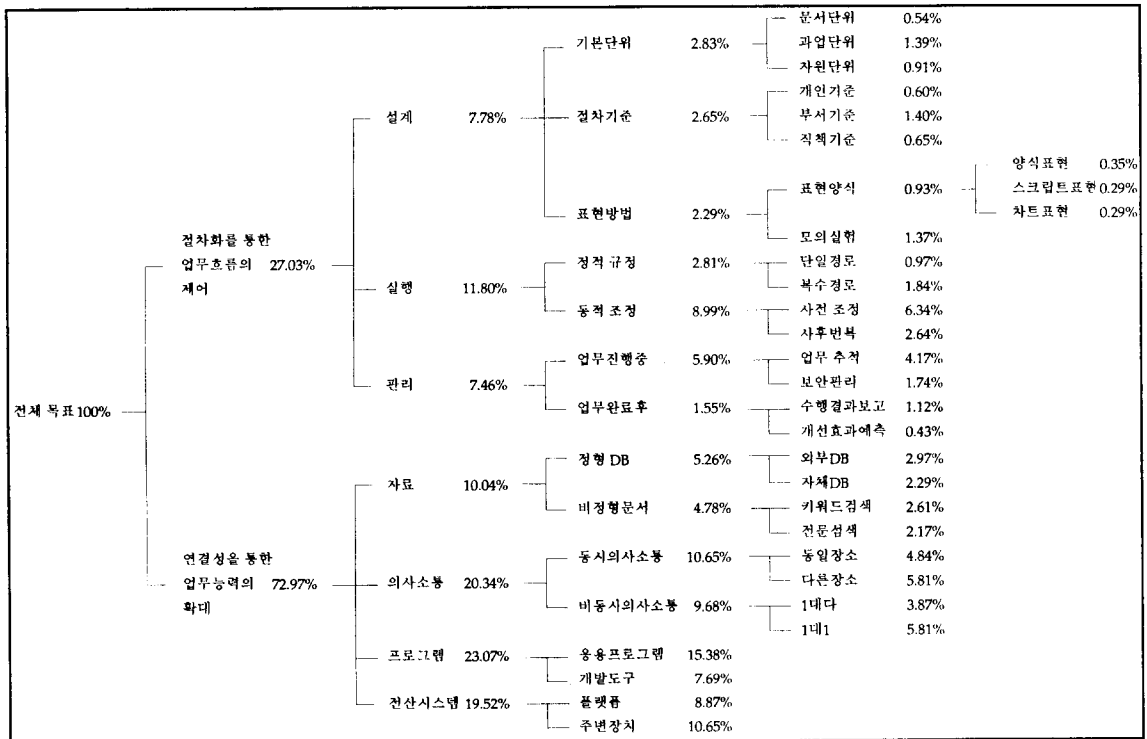 문서단위 0.54%
기본단위 2.83% 과업단위 1.39%
자원단위 0.91%
개인기준 0.60%
설계 7.78% 절차기준 2.65% 부서기준 1.40%
직책기준 0.65%
양식표현 0.35%
표현양식 0.93% 스크립트표현 0.29%
표현방법 2.29% 차트표현 0.29%
모의실험 1.37%
절차화를 통한
업무흐름의 27.03%
제어
정적 규정 2.81% 단일경로 0.97%
실행 11.80% 복수경로 1.84%
동적 조정 8.99% 사전 조정 6.34%
사후번복 2.64%
업무진행중 5.90% 업무 추적 4.17%
관리 7.46% 보안관리 1.74%
업무완료후 1.55% 수행결과보고 1.12%
전체 목표 100%
개선효과예측 0.43%
정형 DB 5.26% 외부DB 2.97%
자료 10.04% 자체DB 2.29%
비정형문서 4.78% 키워드검색 2.61%
전문검색 2.17%
연결성을 통한
업무능력의 72.97%
확대
동시의사소통 10.65% 동일장소 4.84%
의사소통 20.34% 다른장소 5.81%
비동시의사소통 9.68% 1대다 3.87%
1대1 5.81%
프로그램 23.07% 응용프로그램 15.38%
개발도구 7.69%
전산시스템 19.52% 플랫폼 8.87%
주변장치 10.65%